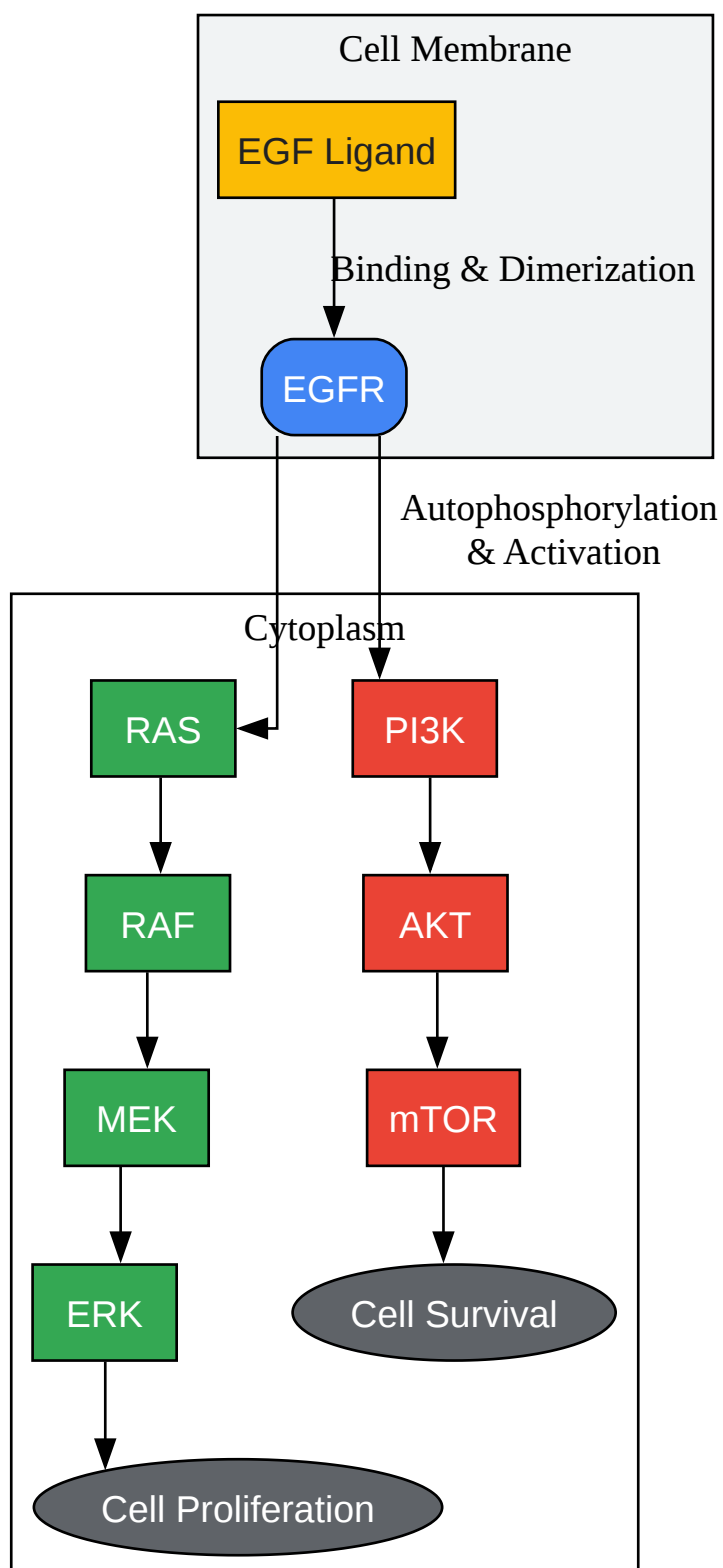 Cell Membrane
EGF Ligand
Binding & Dimerization
EGFR
Autophosphorylation
& Activation
Cytoplasm
RAS
PI3K
RAF
AKT
MEK
mTOR
ERK
Cell Survival
Cell Proliferation